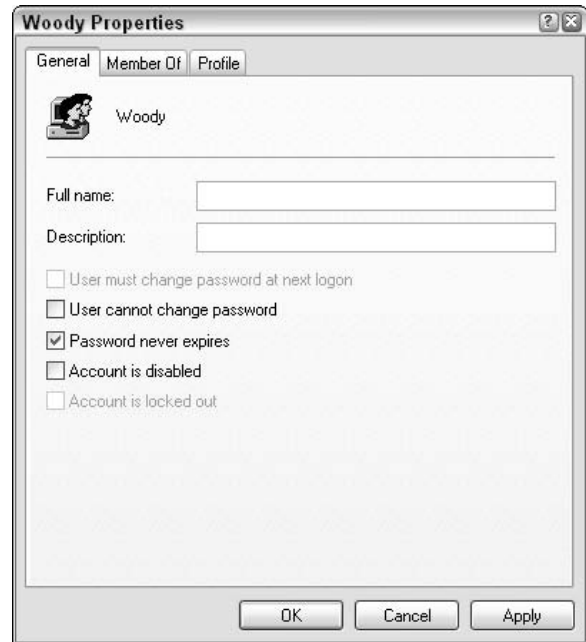 Woody Properties
General Member Of Profile
Woody
Full name:
Description:
User must change password at next logon
User cannot change password
Password never expires
Account is disabled
Account is locked out
OK Cancel Apply